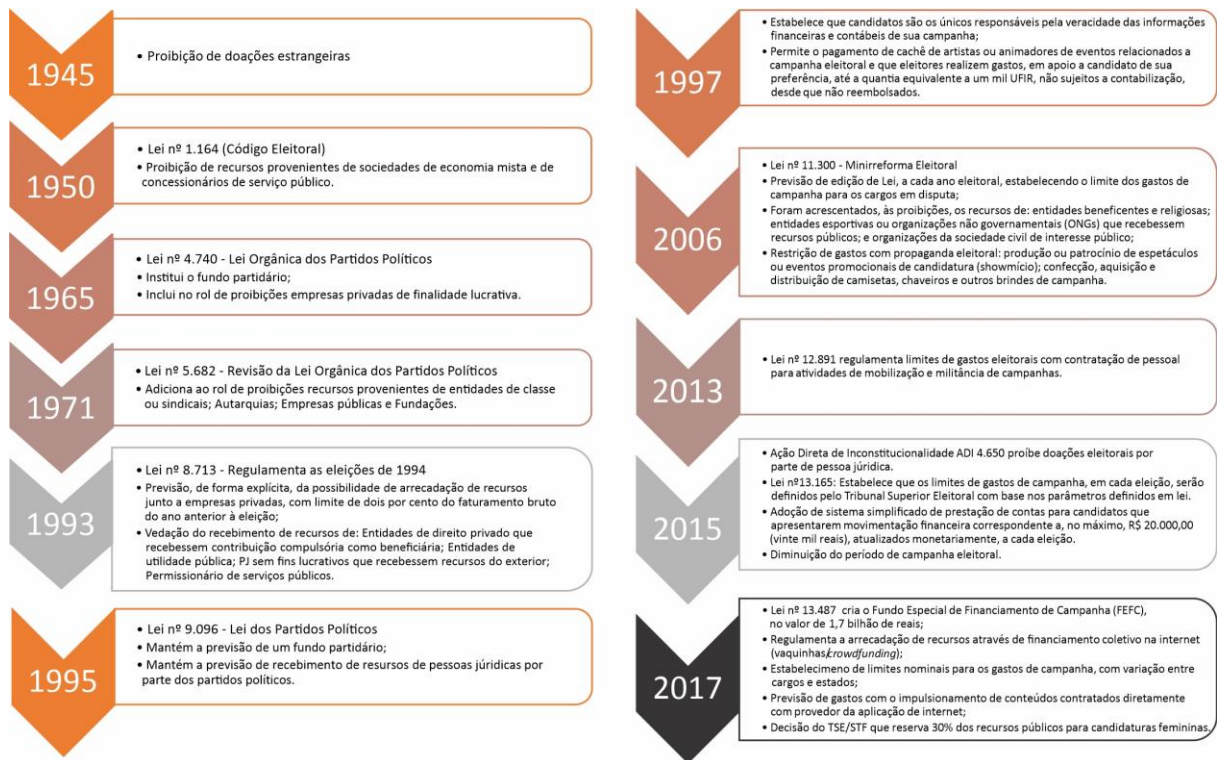 1945
• Proibição de doações estrangeiras
1950
• Lei nº 1.164 (Código Eleitoral)
• Proibição de recursos provenientes de sociedades de economia mista e de
concessionários de serviço público.
1965
• Lei nº 4.740 - Lei Orgânica dos Partidos Políticos
• Institui o fundo partidário;
• Inclui no rol de proibições empresas privadas de finalidade lucrativa.
1971
• Lei nº 5.682 - Revisão da Lei Orgânica dos Partidos Políticos
• Adiciona ao rol de proibições recursos provenientes de entidades de classe
ou sindicais; Autarquias; Empresas públicas e Fundações.
1993
• Lei nº 8.713 - Regulamenta as eleições de 1994
• Previsão, de forma explícita, da possibilidade de arrecadação de recursos
junto a empresas privadas, com limite de dois por cento do faturamento bruto
do ano anterior à eleição;
• Vedação do recebimento de recursos de: Entidades de direito privado que
recebessem contribuição compulsória como beneficiária; Entidades de
utilidade pública; PJ sem fins lucrativos que recebessem recursos do exterior;
Permissionário de serviços públicos.
1995
• Lei nº 9.096 - Lei dos Partidos Políticos
• Mantém a previsão de um fundo partidário;
• Mantém a previsão de recebimento de resursos de pessoas jurídicas por
parte dos partidos políticos.
1997
• Estabelece que candidatos são os únicos responsáveis pela veracidade das informações
financeiras e contábeis de sua campanha;
• Permite o pagamento de cachê de artistas ou animadores de eventos relacionados a
campanha eleitoral e que eleitores realizem gastos, em apoio a candidato de sua
preferência, até a quantia equivalente a um mil UFIR, não sujeitos a contabilização,
desde que não reembolsados.
2006
• Lei nº 11.300 - Minirreforma Eleitoral
• Previsão de edição de Lei, a cada ano eleitoral, estabelecendo o limite dos gastos de
campanha para os cargos em disputa;
• Foram acrescentados, às proibições, os recursos de: entidades beneficentes e religiosas;
entidades esportivas ou organizações não governamentais (ONGs) que recebessem
recursos públicos; e organizações da sociedade civil de interesse público;
• Restrição de gastos com propaganda eleitoral: produção ou patrocínio de espetáculos
ou eventos promocionais de candidatura (showmício); confecção, aquisição e
distribuição de camisetas, chaveiros e outros brindes de campanha.
2013
• Lei nº 12.891 regulamenta limites de gastos eleitorais com contratação de pessoal
para atividades de mobilização e militância de campanhas.
2015
• Ação Direta de Inconstitucionalidade ADI 4.650 proíbe doações eleitorais por
parte de pessoa jurídica.
• Lei nº13.165: Estabelece que os limites de gastos de campanha, em cada eleição, serão
definidos pelo Tribunal Superior Eleitoral com base nos parâmetros definidos em lei.
• Adoção de sistema simplificado de prestação de contas para candidatos que
apresentarem movimentação financeira correspondente a, no máximo, R$ 20.000,00
(vinte mil reais), atualizados monetariamente, a cada eleição.
• Diminuição do período de campanha eleitoral.
2017
• Lei nº 13.487 cria o Fundo Especial de Financiamento de Campanha (FEFC),
no valor de 1,7 bilhão de reais;
• Regulamenta a arrecadação de recursos através de financiamento coletivo na internet
(vaquinhas/crowdfunding);
• Estabelecimeno de limites nominais para os gastos de campanha, com variação entre
cargos e estados;
• Previsão de gastos com o impulsionamento de conteúdos contratados diretamente
com provedor da aplicação de internet;
• Decisão do TSE/STF que reserva 30% dos recursos públicos para candidaturas femininas.